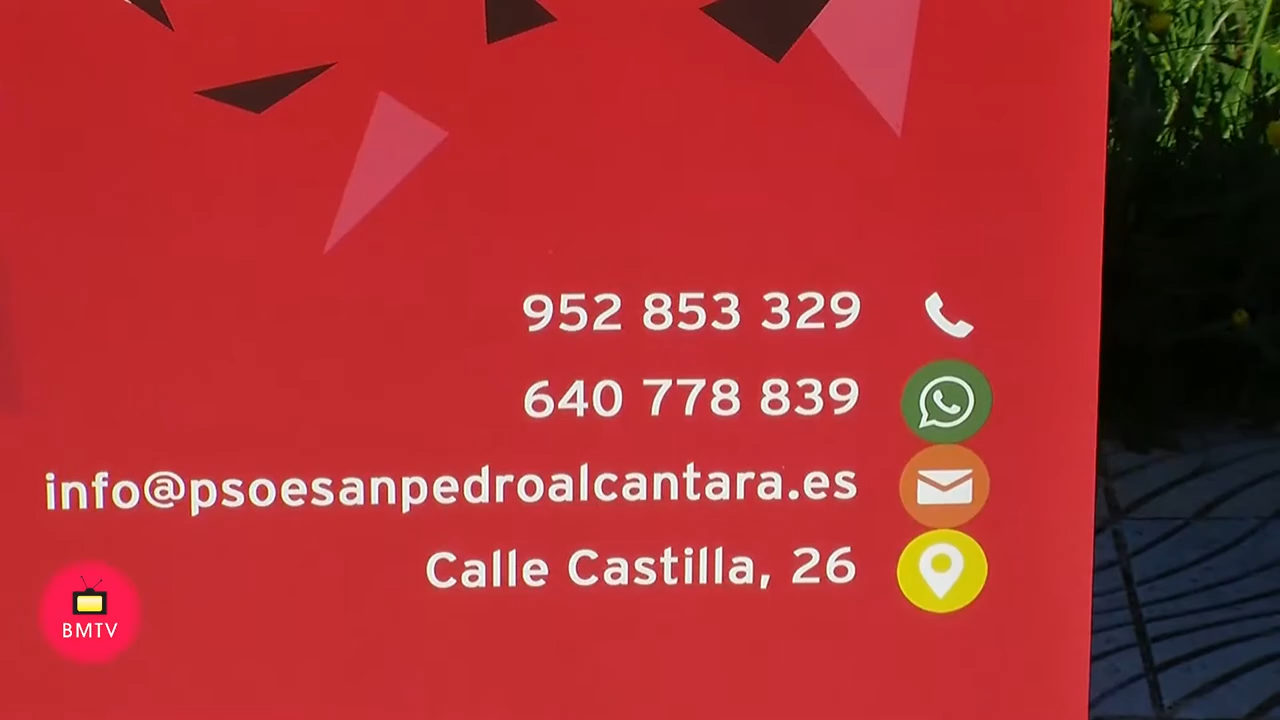 952 853 329
640 778 839
info@psoesanpedroalcantara.es
Calle Castilla, 26
BMTV